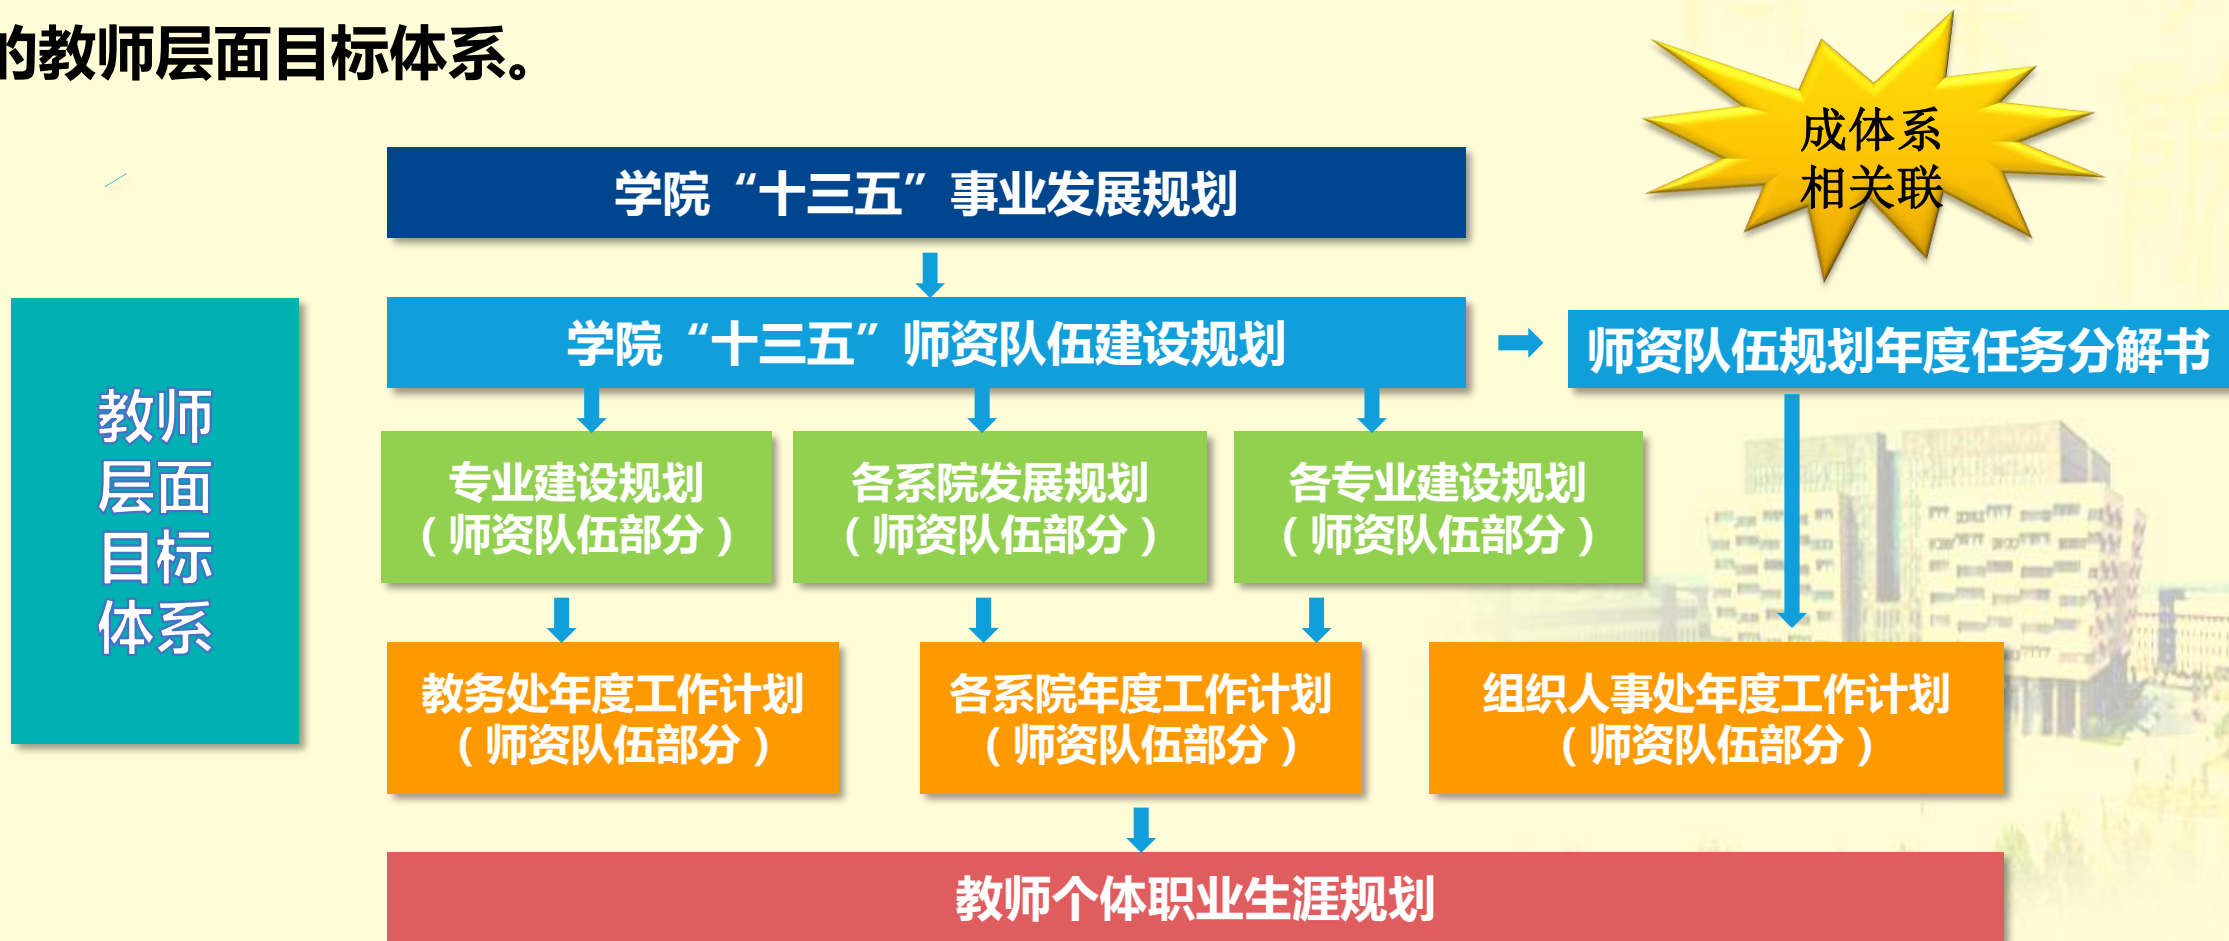 的教师层面目标体系。
成体系
相关联
学院“十三五”事业发展规划
学院“十三五”师资队伍建设规划
师资队伍规划年度任务分解书
教师
层面
目标
体系
专业建设规划
（师资队伍部分）
各系院发展规划
（师资队伍部分）
各专业建设规划
（师资队伍部分）
教务处年度工作计划
（师资队伍部分）
各系院年度工作计划
（师资队伍部分）
组织人事处年度工作计划
（师资队伍部分）
教师个体职业生涯规划